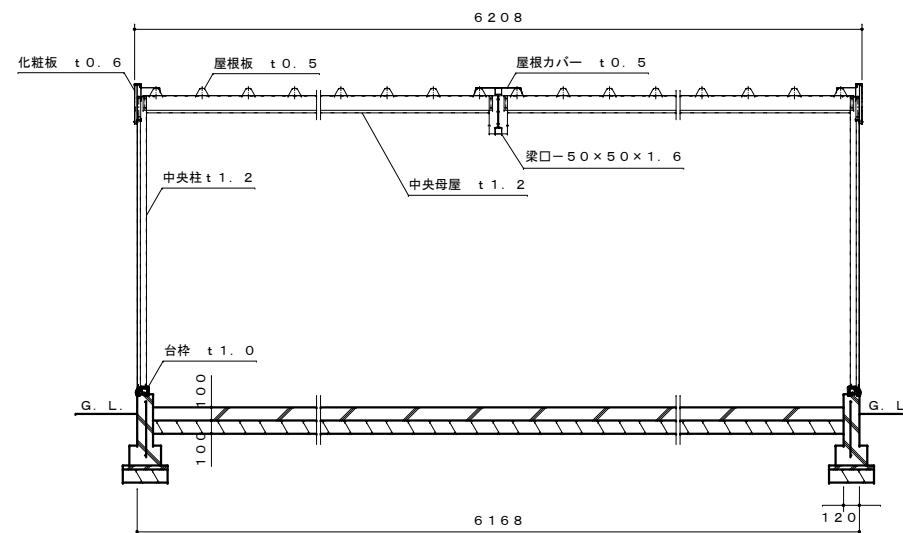 6208
化粧板 t0.6
屋根板 t0.5
屋根カバー t0.5
梁口－50×50×1.6
中央柱t1.2
中央母屋 t1.2
台枠 t1.0
100
G. L.
G. L
100
120
6168